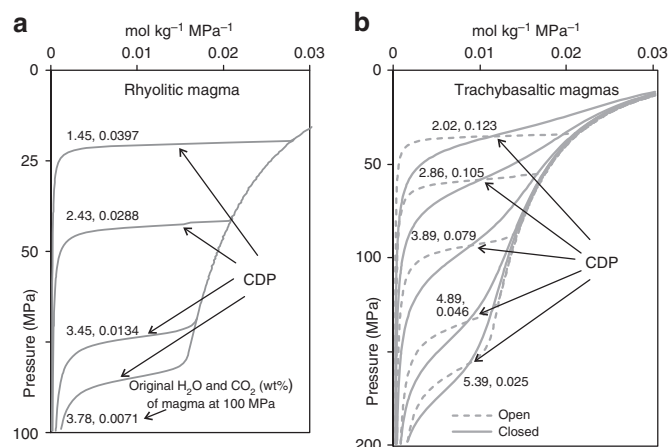 a
mol kg⁻¹ MPa⁻¹
0 0.01 0.02 0.03
0
Rhyolitic magma
1.45, 0.0397
25
2.43, 0.0288
50
CDP
3.45, 0.0134
Original H₂O and CO₂ (wt%)
of magma at 100 MPa
3.78, 0.0071
100
Pressure (MPa)
b
mol kg⁻¹ MPa⁻¹
0 0.01 0.02 0.03
0
Trachybasaltic magmas
2.02, 0.123
50
2.86, 0.105
3.89, 0.079
100
CDP
4.89,
0.046
5.39, 0.025
Open
Closed
200
Pressure (MPa)